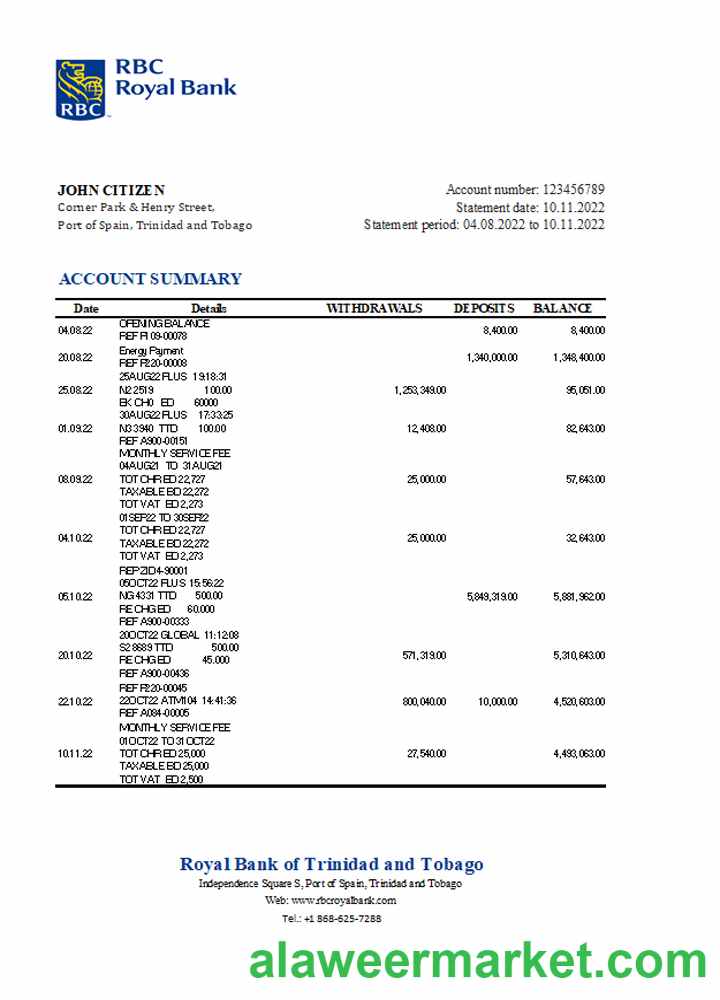 RBC
Royal Bank
RBC
JOHN CITIZEN
Corner Park & Henry Street,
Port of Spain, Trinidad and Tobago
Account number: 123456789
Statement date: 10.11.2022
Statement period: 04.08.2022 to 10.11.2022
ACCOUNT SUMMARY
Date Details WITHDRAWALS DEPOSITS BALANCE
OPENING BALANCE
04.08.22 8,400.00 8,400.00
REF FI 09-00078
Energy Payment
20.08.22 1,340,000.00 1,348,400.00
REF P220-00008
25AUG22 PLUS 19:18:31
25.08.22 N2 2519 100.00 1,253,349.00 95,051.00
BK CH0 ED 60000
30AUG22 PLUS 17:33:25
01.09.22 N3 3940 TTD 100.00 12,408.00 82,643.00
REF A900-00151
MONTHLY SERVICE FEE
04AUG21 TO 31AUG21
08.09.22 TOT CHR ED 22,727 25,000.00 57,643.00
TAXABLE BD 22,272
TOT VAT ED 2,273
01SEP22 TO 30SEP22
TOT CHR ED 22,727
04.10.22 25,000.00 32,643.00
TAXABLE BD 22,272
TOT VAT ED 2,273
REP ZID4-90001
05OCT22 PLUS 15:56:22
05.10.22 NG 4331 TTD 500.00 5,849,319.00 5,881,962.00
RE CHG ED 60.000
REF A900-00333
20OCT22 GLOBAL 11:12:08
S2 8689 TTD 500.00
20.10.22 571,319.00 5,310,643.00
RE CHG ED 45.000
REF A900-00436
REF P220-00045
22.10.22 22OCT22 ATM104 14:41:36 800,040.00 10,000.00 4,520,603.00
REF A084-00005
MONTHLY SERVICE FEE
01OCT22 TO 31OCT22
10.11.22 TOT CHR ED 25,000 27,540.00 4,493,063.00
TAXABLE BD 25,000
TOT VAT ED 2,500
Royal Bank of Trinidad and Tobago
Independence Square S, Port of Spain, Trinidad and Tobago
Web: www.rbcroyalbank.com
Tel.: +1 868-625-7288
alaweermarket.com